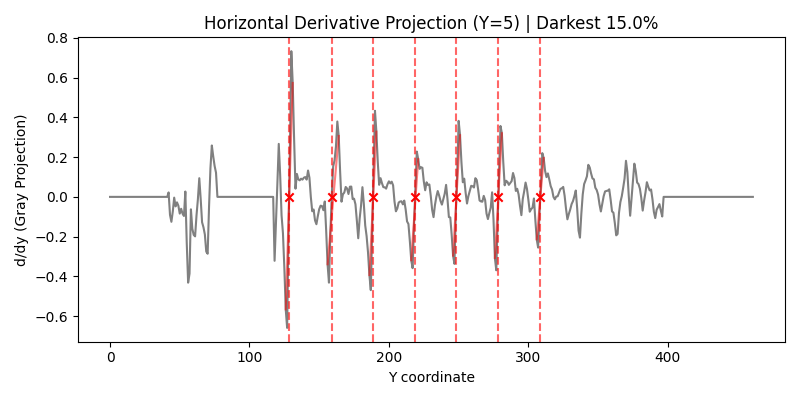 Horizontal Derivative Projection (Y=5) | Darkest 15.0%
d/dy (Gray Projection)
0.8
0.6
0.4
0.2
0.0
−0.2
−0.4
−0.6
0 100 200 300 400
Y coordinate